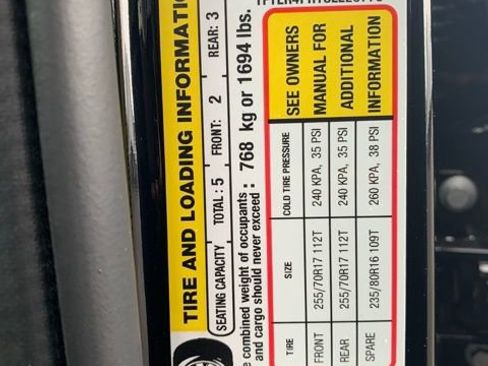 TIRE AND LOADING INFORMATIO
SEATING CAPACITY TOTAL : 5 FRONT: 2 REAR: 3
e combined weight of occupants : 768 kg or 1694 lbs.
and cargo should never exceed :
TIRE SIZE COLD TIRE PRESSURE SEE OWNERS
FRONT 255/70R17 112T 240 KPA, 35 PSI MANUAL FOR
REAR 255/70R17 112T 240 KPA, 35 PSI ADDITIONAL
SPARE 235/80R16 109T 260 KPA, 38 PSI INFORMATION